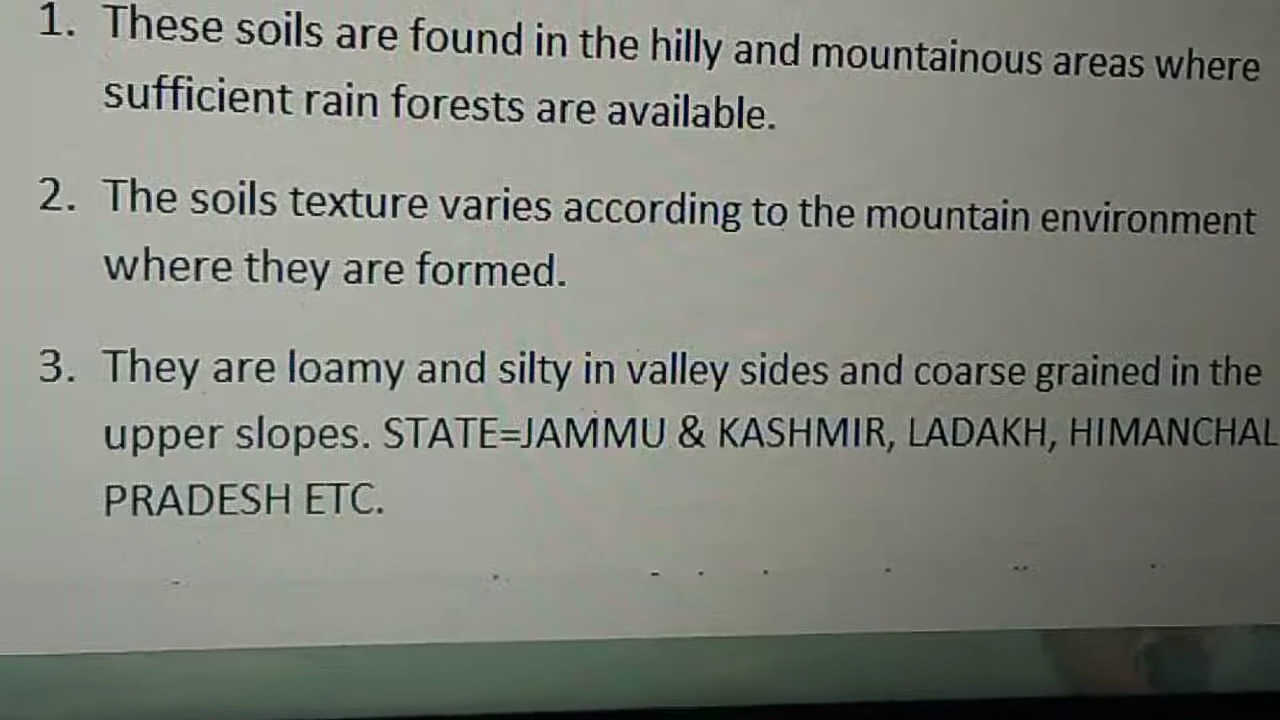 1. These soils are found in the hilly and mountainous areas where
sufficient rain forests are available.
2. The soils texture varies according to the mountain environment
where they are formed.
3. They are loamy and silty in valley sides and coarse grained in the
upper slopes. STATE=JAMMU & KASHMIR, LADAKH, HIMANCHAL
PRADESH ETC.